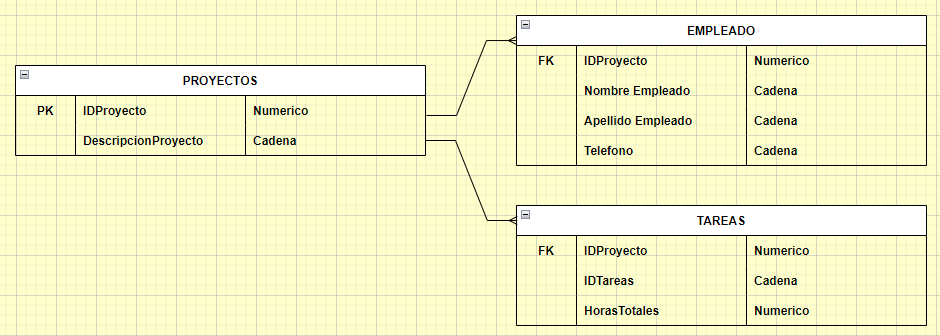 PROYECTOS
PK IDProyecto Numerico
DescripcionProyecto Cadena
EMPLEADO
FK IDProyecto Numerico
Nombre Empleado Cadena
Apellido Empleado Cadena
Telefono Cadena
TAREAS
FK IDProyecto Numerico
IDTareas Cadena
HorasTotales Numerico